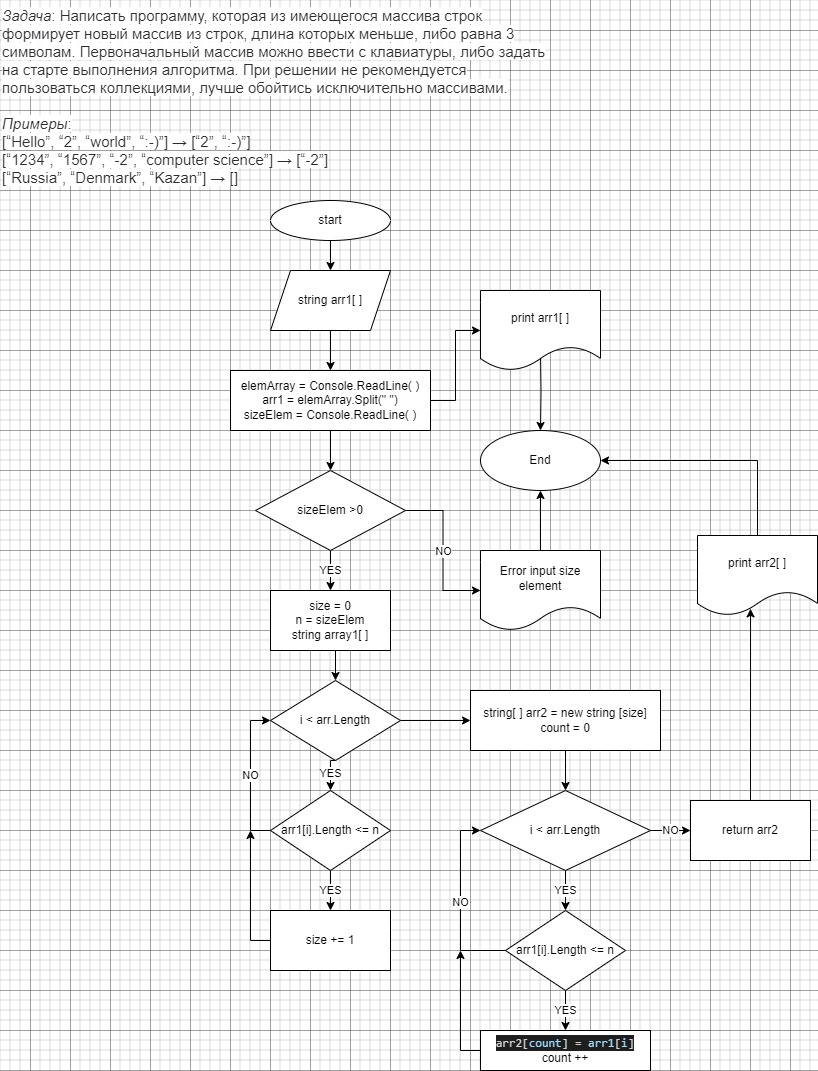 Задача: Написать программу, которая из имеющегося массива строк
формирует новый массив из строк, длина которых меньше, либо равна 3
символам. Первоначальный массив можно ввести с клавиатуры, либо задать
на старте выполнения алгоритма. При решении не рекомендуется
пользоваться коллекциями, лучше обойтись исключительно массивами.
Примеры:
[“Hello”, “2”, “world”, “:-)”] → [“2”, “:-)”]
[“1234”, “1567”, “-2”, “computer science”] → [“-2”]
[“Russia”, “Denmark”, “Kazan”] → []
start
string arr1[ ]
print arr1[ ]
elemArray = Console.ReadLine( )
arr1 = elemArray.Split(" ")
sizeElem = Console.ReadLine( )
End
sizeElem >0
NO
YES
Error input size
element
print arr2[ ]
size = 0
n = sizeElem
string array1[ ]
i < arr.Length
string[ ] arr2 = new string [size]
count = 0
YES
NO
arr1[i].Length <= n
i < arr.Length
NO
return arr2
YES
YES
NO
size += 1
arr1[i].Length <= n
YES
arr2[count] = arr1[i]
count ++